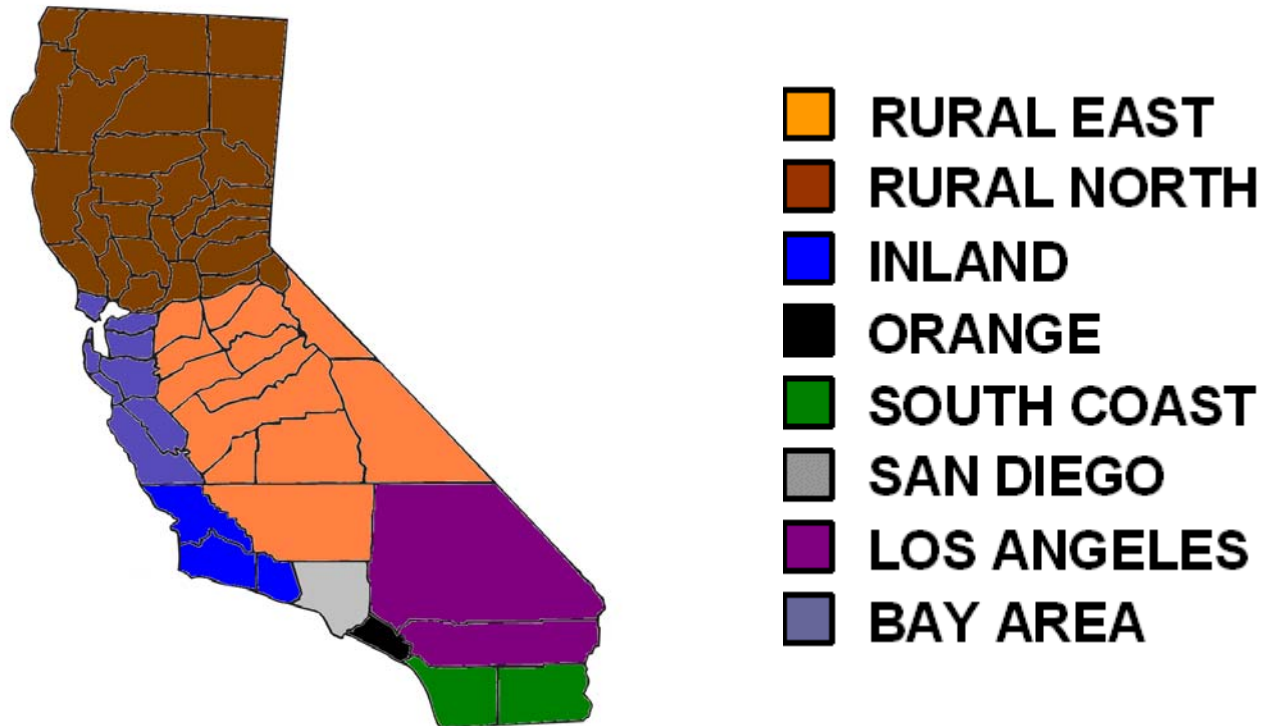 RURAL EAST
RURAL NORTH
INLAND
ORANGE
SOUTH COAST
SAN DIEGO
LOS ANGELES
BAY AREA